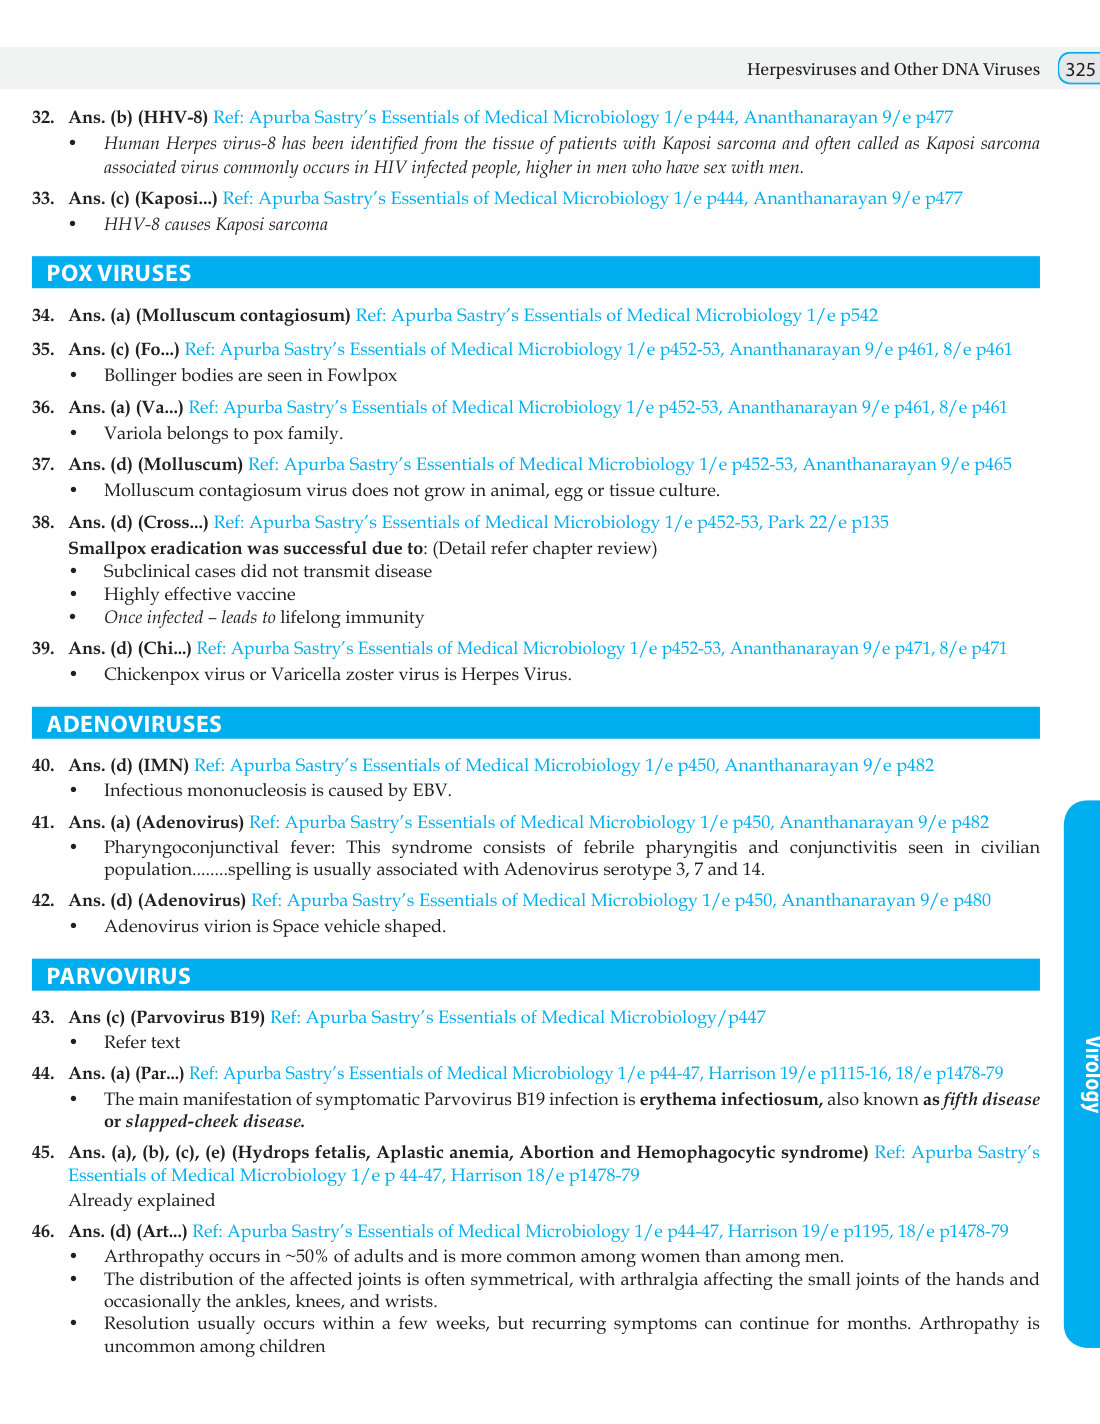 Herpesviruses and Other DNA Viruses 325
32. Ans. (b) (HHV-8) Ref: Apurba Sastry’s Essentials of Medical Microbiology 1/e p444, Ananthanarayan 9/e p477
• Human Herpes virus-8 has been identified from the tissue of patients with Kaposi sarcoma and often called as Kaposi sarcoma
associated virus commonly occurs in HIV infected people, higher in men who have sex with men.
33. Ans. (c) (Kaposi...) Ref: Apurba Sastry’s Essentials of Medical Microbiology 1/e p444, Ananthanarayan 9/e p477
• HHV-8 causes Kaposi sarcoma
POX VIRUSES
34. Ans. (a) (Molluscum contagiosum) Ref: Apurba Sastry’s Essentials of Medical Microbiology 1/e p542
35. Ans. (c) (Fo...) Ref: Apurba Sastry’s Essentials of Medical Microbiology 1/e p452-53, Ananthanarayan 9/e p461, 8/e p461
• Bollinger bodies are seen in Fowlpox
36. Ans. (a) (Va...) Ref: Apurba Sastry’s Essentials of Medical Microbiology 1/e p452-53, Ananthanarayan 9/e p461, 8/e p461
• Variola belongs to pox family.
37. Ans. (d) (Molluscum) Ref: Apurba Sastry’s Essentials of Medical Microbiology 1/e p452-53, Ananthanarayan 9/e p465
• Molluscum contagiosum virus does not grow in animal, egg or tissue culture.
38. Ans. (d) (Cross...) Ref: Apurba Sastry’s Essentials of Medical Microbiology 1/e p452-53, Park 22/e p135
Smallpox eradication was successful due to: (Detail refer chapter review)
• Subclinical cases did not transmit disease
• Highly effective vaccine
• Once infected – leads to lifelong immunity
39. Ans. (d) (Chi...) Ref: Apurba Sastry’s Essentials of Medical Microbiology 1/e p452-53, Ananthanarayan 9/e p471, 8/e p471
• Chickenpox virus or Varicella zoster virus is Herpes Virus.
ADENOVIRUSES
40. Ans. (d) (IMN) Ref: Apurba Sastry’s Essentials of Medical Microbiology 1/e p450, Ananthanarayan 9/e p482
• Infectious mononucleosis is caused by EBV.
41. Ans. (a) (Adenovirus) Ref: Apurba Sastry’s Essentials of Medical Microbiology 1/e p450, Ananthanarayan 9/e p482
• Pharyngoconjunctival fever: This syndrome consists of febrile pharyngitis and conjunctivitis seen in civilian
population........spelling is usually associated with Adenovirus serotype 3, 7 and 14.
42. Ans. (d) (Adenovirus) Ref: Apurba Sastry’s Essentials of Medical Microbiology 1/e p450, Ananthanarayan 9/e p480
• Adenovirus virion is Space vehicle shaped.
PARVOVIRUS
43. Ans (c) (Parvovirus B19) Ref: Apurba Sastry’s Essentials of Medical Microbiology/p447
• Refer text
44. Ans. (a) (Par...) Ref: Apurba Sastry’s Essentials of Medical Microbiology 1/e p44-47, Harrison 19/e p1115-16, 18/e p1478-79
• The main manifestation of symptomatic Parvovirus B19 infection is erythema infectiosum, also known as fifth disease
or slapped-cheek disease.
45. Ans. (a), (b), (c), (e) (Hydrops fetalis, Aplastic anemia, Abortion and Hemophagocytic syndrome) Ref: Apurba Sastry’s
Essentials of Medical Microbiology 1/e p 44-47, Harrison 18/e p1478-79
Already explained
46. Ans. (d) (Art...) Ref: Apurba Sastry’s Essentials of Medical Microbiology 1/e p44-47, Harrison 19/e p1195, 18/e p1478-79
• Arthropathy occurs in ~50% of adults and is more common among women than among men.
• The distribution of the affected joints is often symmetrical, with arthralgia affecting the small joints of the hands and
occasionally the ankles, knees, and wrists.
• Resolution usually occurs within a few weeks, but recurring symptoms can continue for months. Arthropathy is
uncommon among children
Virology